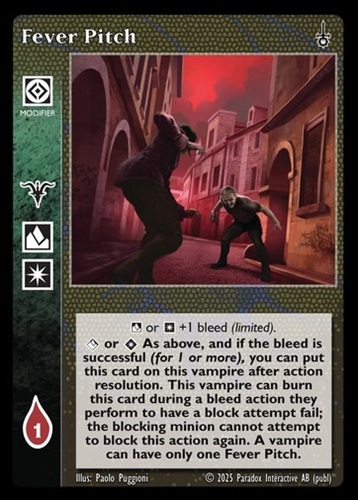 Fever Pitch
MODIFIER
or +1 bleed (limited).
or As above, and if the bleed is
successful (for 1 or more), you can put
this card on this vampire after action
resolution. This vampire can burn
this card during a bleed action they
perform to have a block attempt fail;
the blocking minion cannot attempt
to block this action again. A vampire
can have only one Fever Pitch.
1
Illus: Paolo Puggioni © 2025 Paradox Interactive AB (publ)